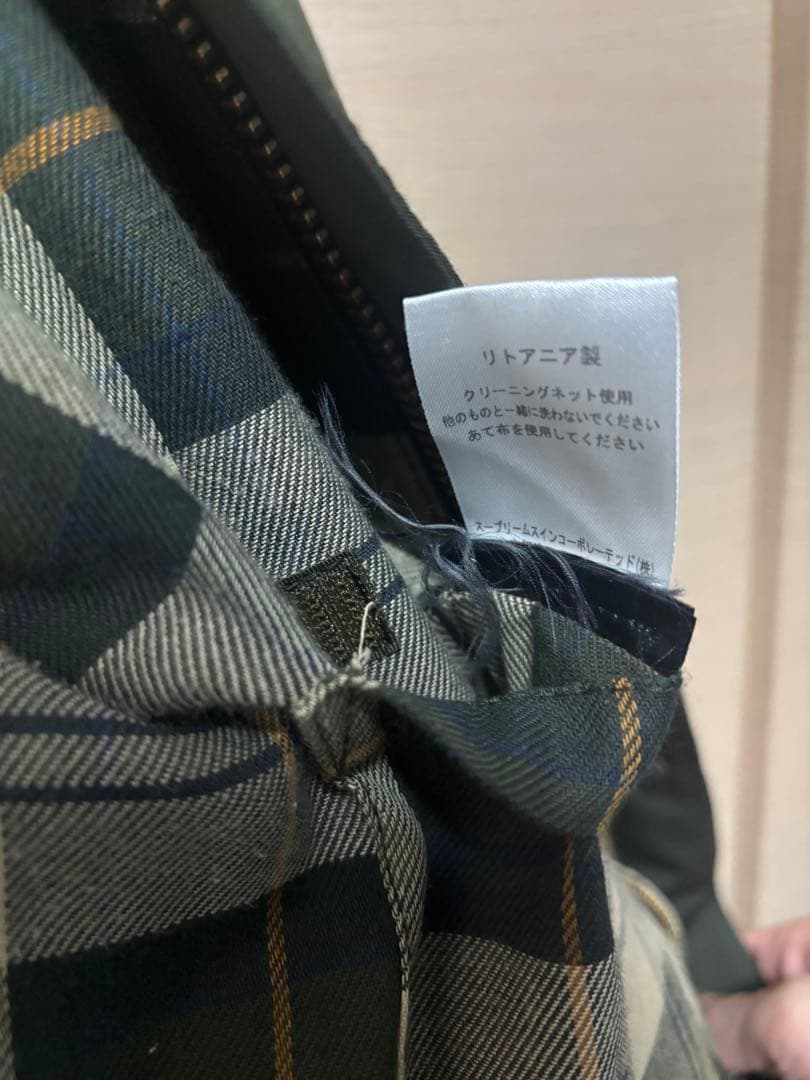 リトアニア製
クリーニングネット使用
他のものと一緒に洗わないでください
あて布を使用してください
スープリームスインコーポレーテッド(株)